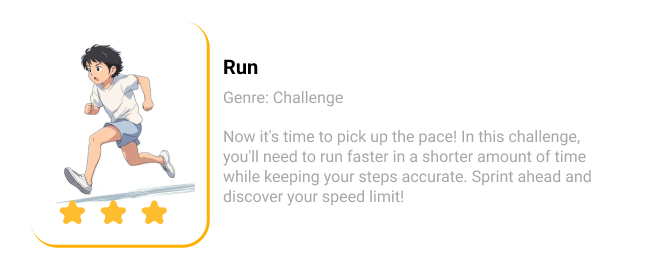 Run
Genre: Challenge
Now it's time to pick up the pace! In this challenge,
you'll need to run faster in a shorter amount of time
while keeping your steps accurate. Sprint ahead and
discover your speed limit!